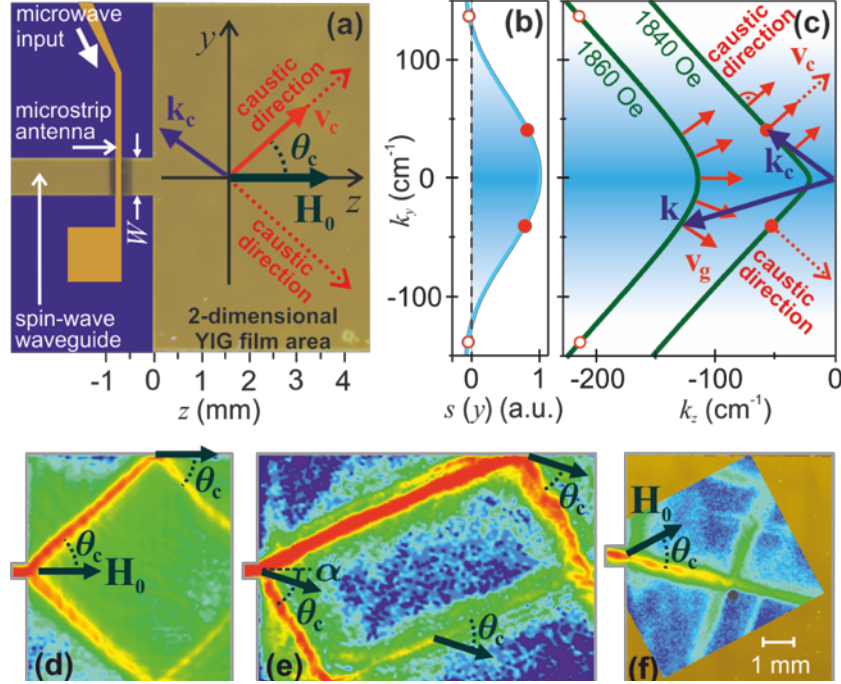 microwave
input
(a)
y
microstrip
antenna
k_c
caustic
direction
v_c
θ_c
z
H_0
W
caustic
direction
spin-wave
waveguide
2-dimensional
YIG film area
-1 0 1 2 3 4
z (mm)
(b)
100
0
-100
k_y (cm⁻¹)
0 1
s (y) (a.u.)
(c)
1860 Oe
1840 Oe
caustic
direction
v_c
k_c
k
v_g
caustic
direction
-200 -100 0
k_z (cm⁻¹)
θ_c
θ_c
H_0
(d)
θ_c
α
θ_c
θ_c
(e)
H_0
θ_c
1 mm
(f)